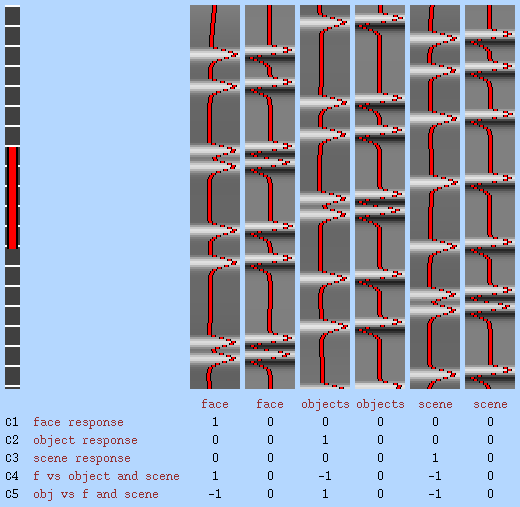 face face objects objects scene scene
c1 face response 1 0 0 0 0 0
c2 object response 0 0 1 0 0 0
c3 scene response 0 0 0 0 1 0
c4 f vs object and scene 1 0 -1 0 -1 0
c5 obj vs f and scene -1 0 1 0 -1 0